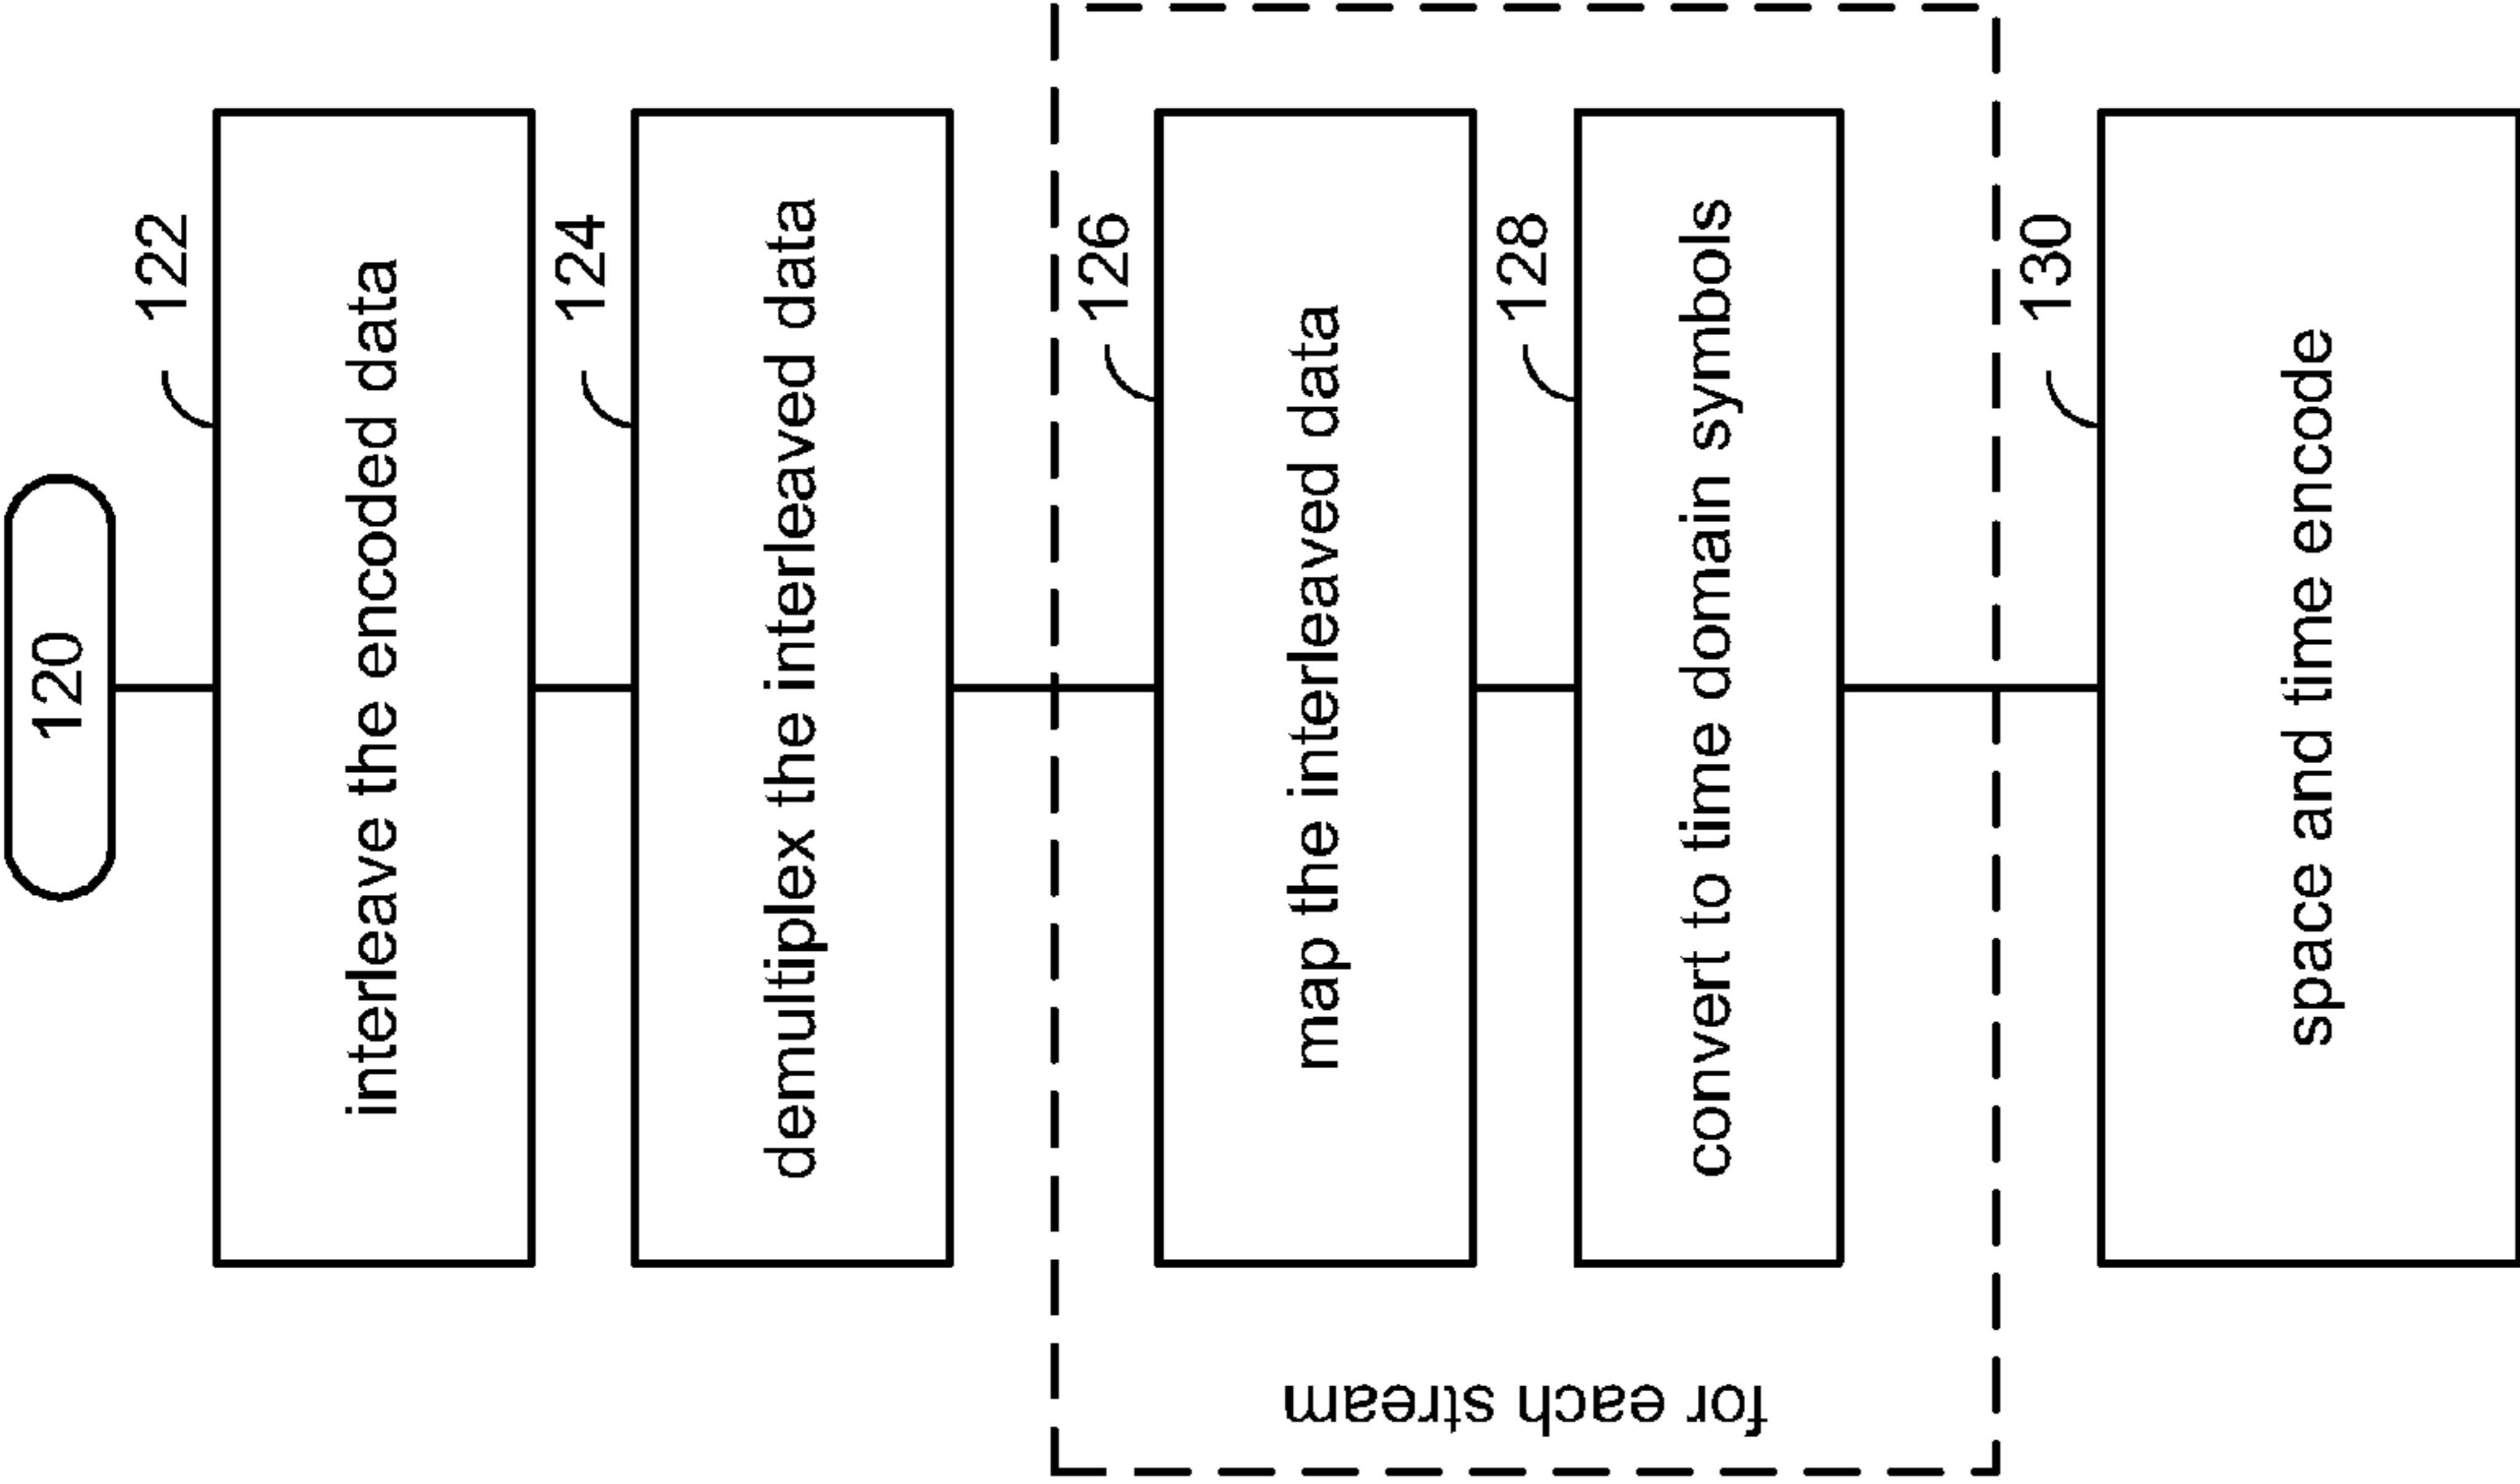 120
122
interleave the encoded data
124
demultiplex the interleaved data
for each stream
126
map the interleaved data
128
convert to time domain symbols
130
space and time encode